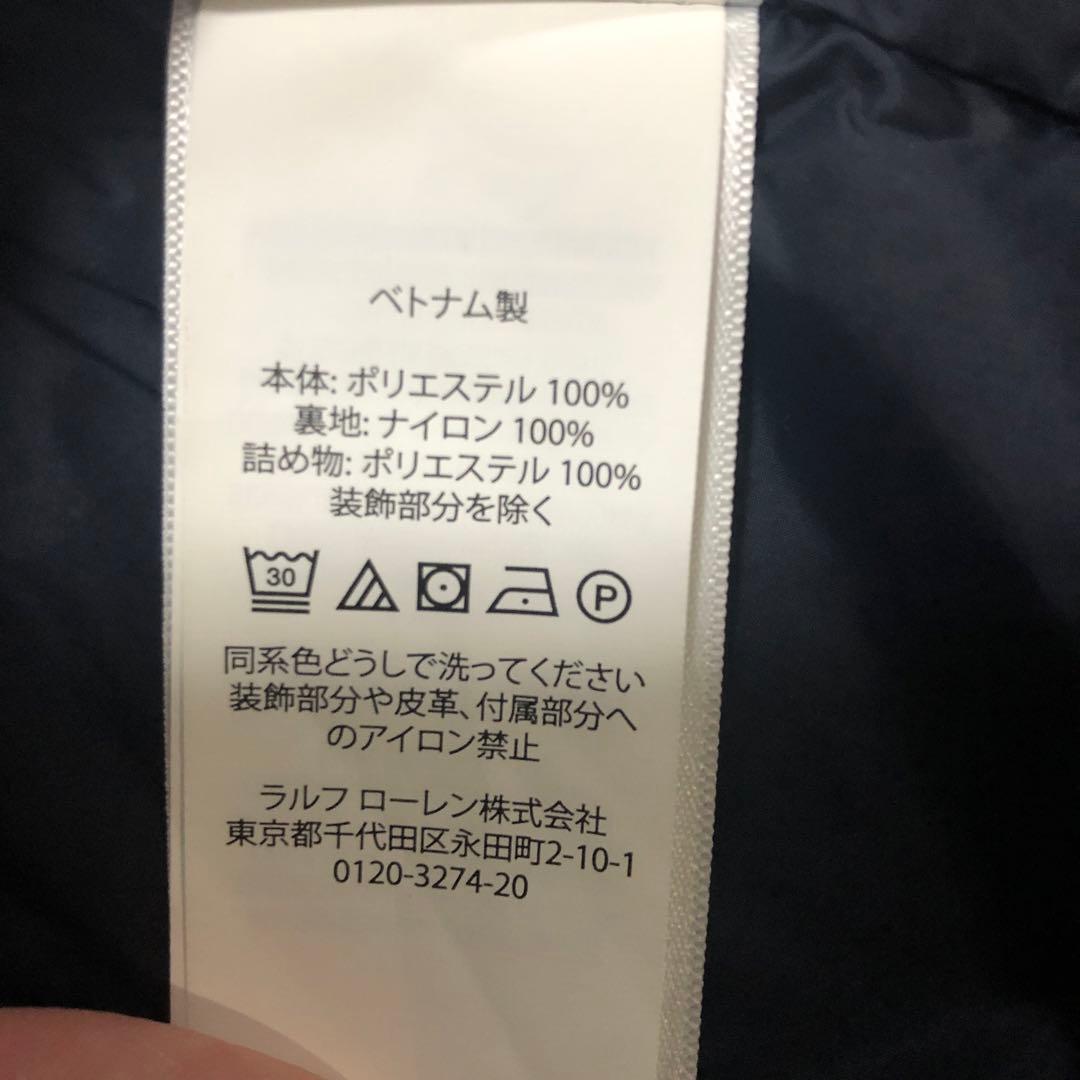 ベトナム製
本体: ポリエステル 100%
裏地: ナイロン 100%
詰め物: ポリエステル 100%
装飾部分を除く
30 P
同系色どうしで洗ってください
装飾部分や皮革、付属部分へ
のアイロン禁止
ラルフ ローレン株式会社
東京都千代田区永田町2-10-1
0120-3274-20